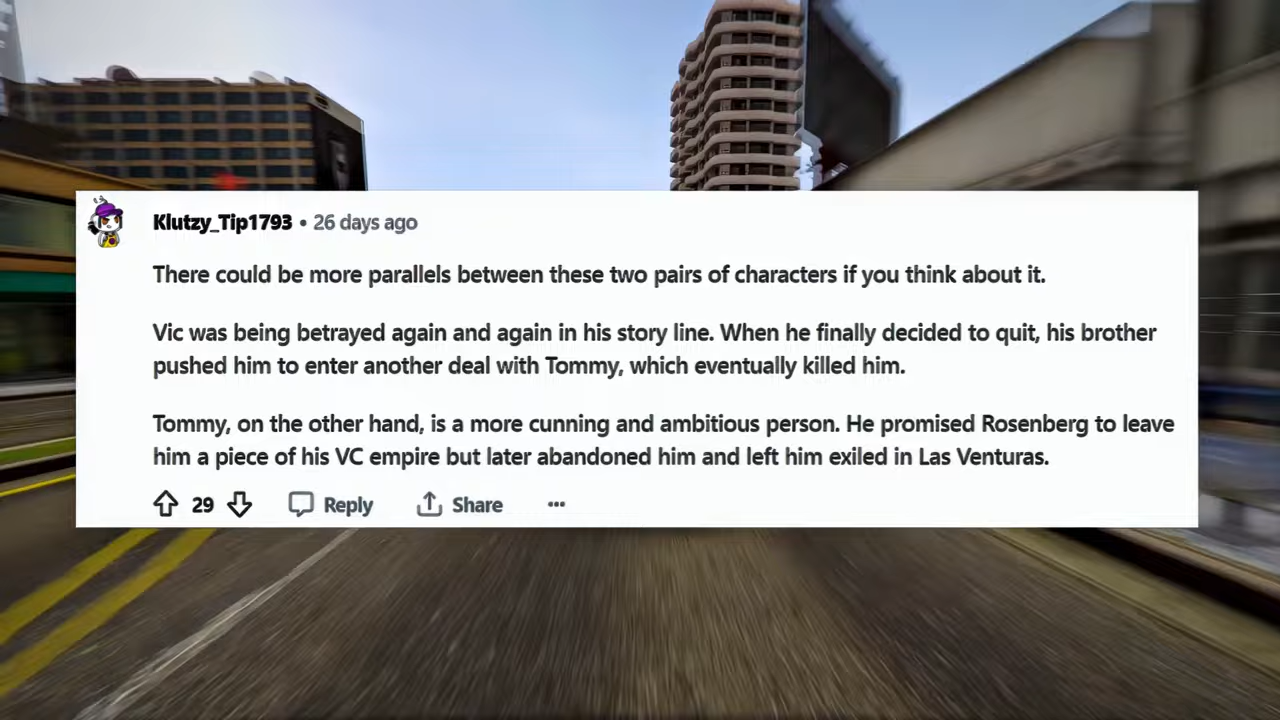 Klutzy_Tip1793 • 26 days ago
There could be more parallels between these two pairs of characters if you think about it.
Vic was being betrayed again and again in his story line. When he finally decided to quit, his brother
pushed him to enter another deal with Tommy, which eventually killed him.
Tommy, on the other hand, is a more cunning and ambitious person. He promised Rosenberg to leave
him a piece of his VC empire but later abandoned him and left him exiled in Las Venturas.
29 Reply Share ···